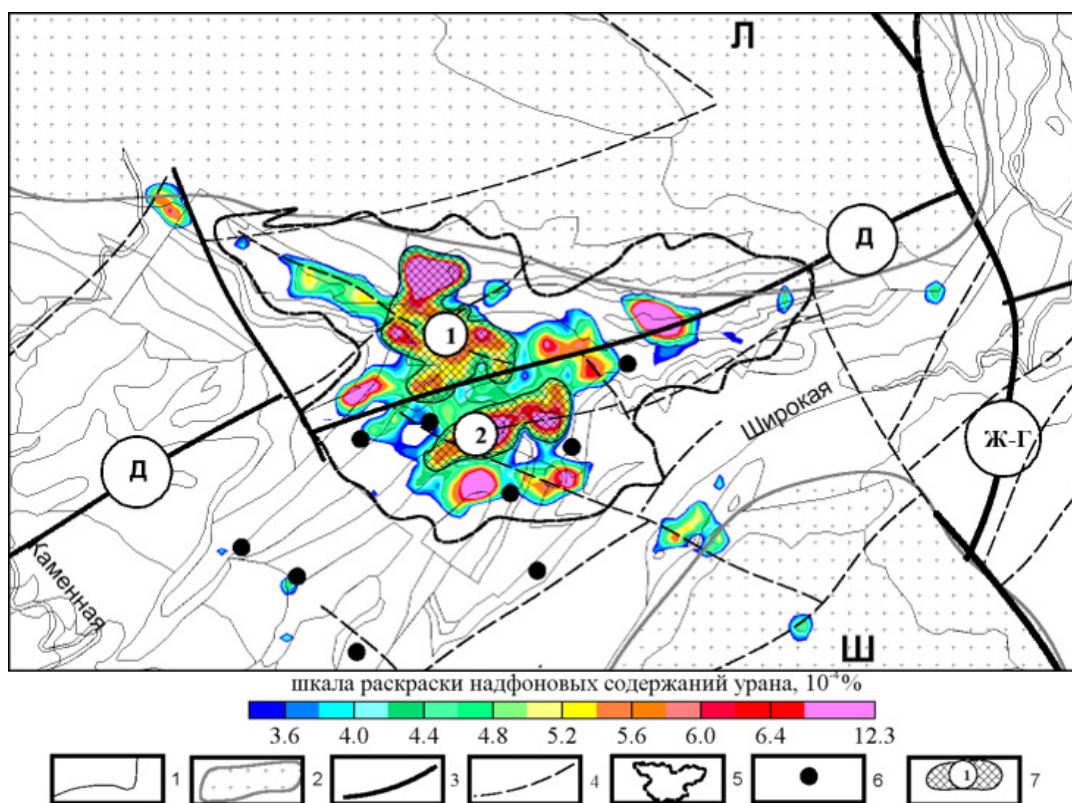 Л
Д
1
Широкая
2
Ж-Г
Д
Каменная
Ш
шкала раскраски надфоновых содержаний урана, 10⁻⁴%
3.6 4.0 4.4 4.8 5.2 5.6 6.0 6.4 12.3
1 2 3 4 5 6 1 7